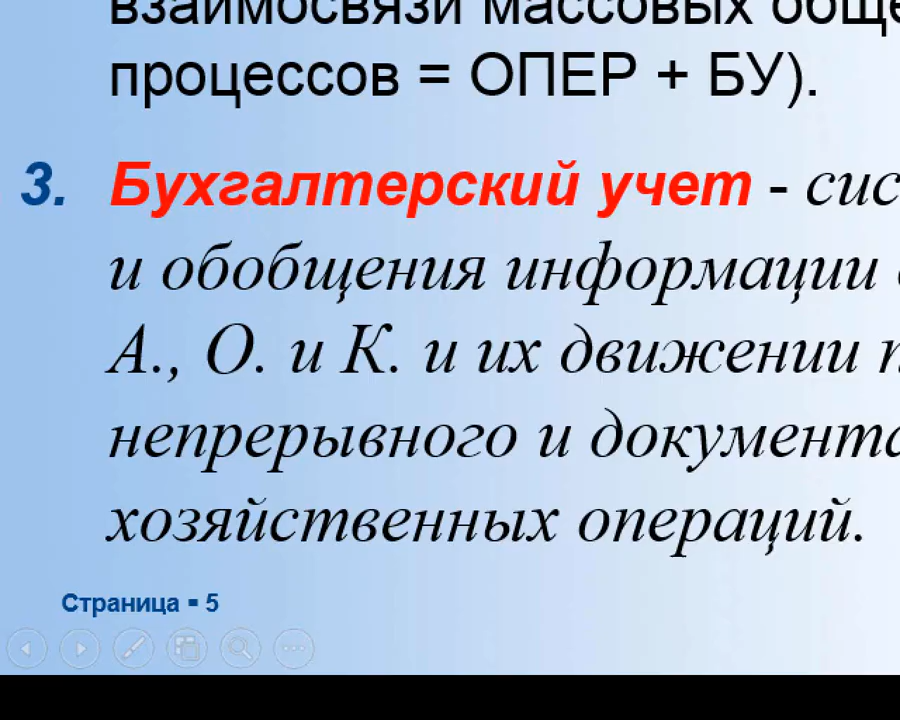 взаимосвязи массовых обще
процессов = ОПЕР + БУ).
3. Бухгалтерский учет - сис
и обобщения информации
А., О. и К. и их движении п
непрерывного и документа
хозяйственных операций.
Страница ▪ 5